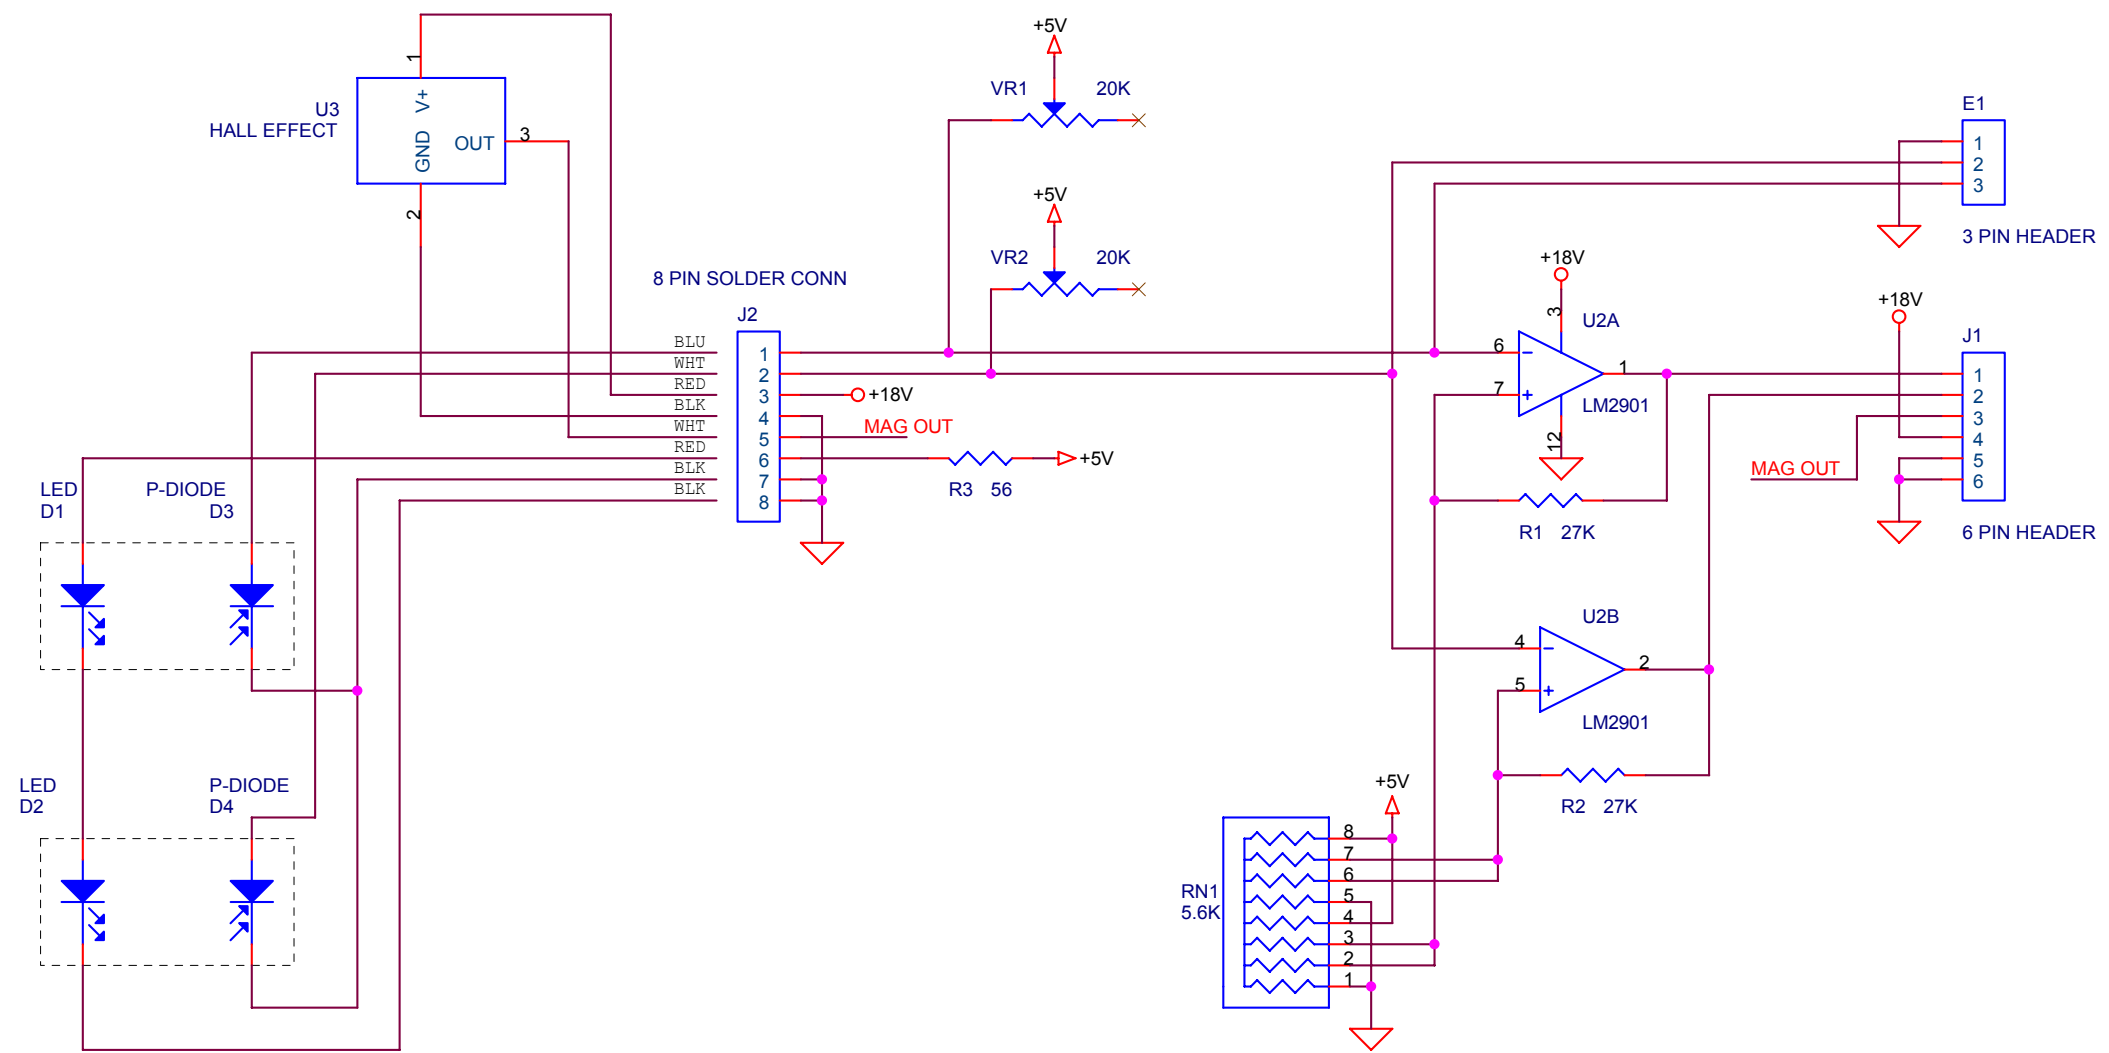 +5V
VR1 20K
+5V
VR2 20K
1
V+
U3
HALL EFFECT
GND
OUT
3
2
E1
1
2
3
3 PIN HEADER
8 PIN SOLDER CONN
J2
BLU
WHT
RED
BLK
WHT
RED
BLK
BLK
1
2
3
4
5
6
7
8
+18V
MAG OUT
+5V
R3 56
+18V
3
U2A
6
7
1
LM2901
12
R1 27K
+18V
J1
1
2
3
4
5
6
MAG OUT
6 PIN HEADER
LED
D1
P-DIODE
D3
LED
D2
P-DIODE
D4
U2B
4
5
2
LM2901
R2 27K
+5V
RN1
5.6K
8
7
6
5
4
3
2
1